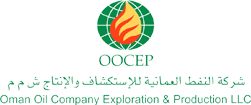 OOCEP
شركة النفط العمانية للإستكشاف والإنتاج ش م م
Oman Oil Company Exploration & Production LLC